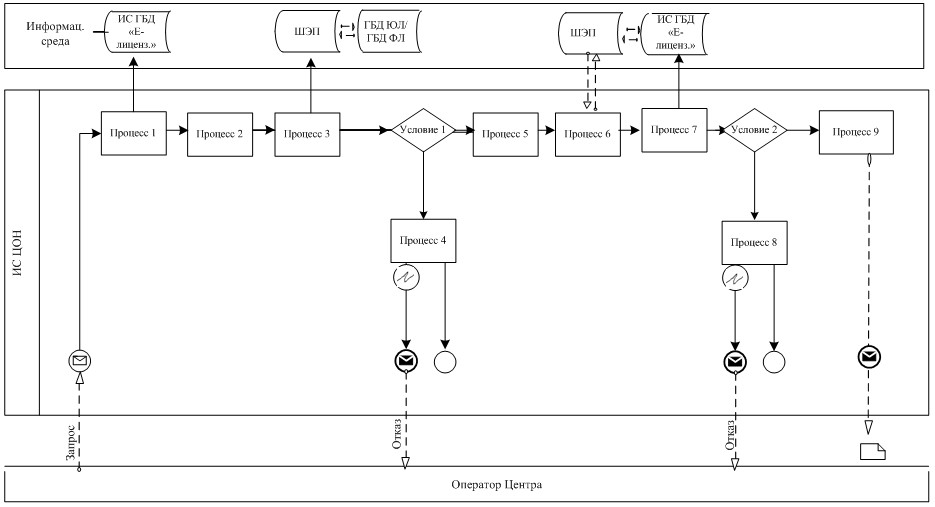 Информац.
среда
ИС ГБД
«Е-
лиценз.»
ШЭП
ГБД ЮЛ/
ГБД ФЛ
ШЭП
ИС ГБД
«Е-
лиценз.»
ИС ЦОН
Процесс 1
Процесс 2
Процесс 3
Условие 1
Процесс 5
Процесс 6
Процесс 7
Условие 2
Процесс 9
Процесс 4
Процесс 8
Запрос
Отказ
Отказ
Оператор Центра